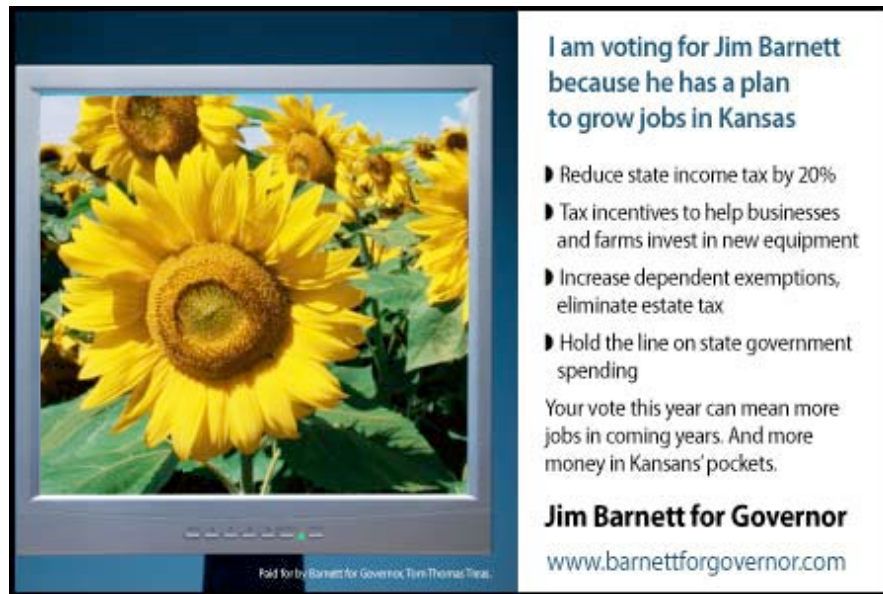 I am voting for Jim Barnett
because he has a plan
to grow jobs in Kansas
Reduce state income tax by 20%
Tax incentives to help businesses
and farms invest in new equipment
Increase dependent exemptions,
eliminate estate tax
Hold the line on state government
spending
Your vote this year can mean more
jobs in coming years. And more
money in Kansans' pockets.
Jim Barnett for Governor
www.barnettforgovernor.com
Paid for by Barnett for Governor, Tom Thomas Treas.